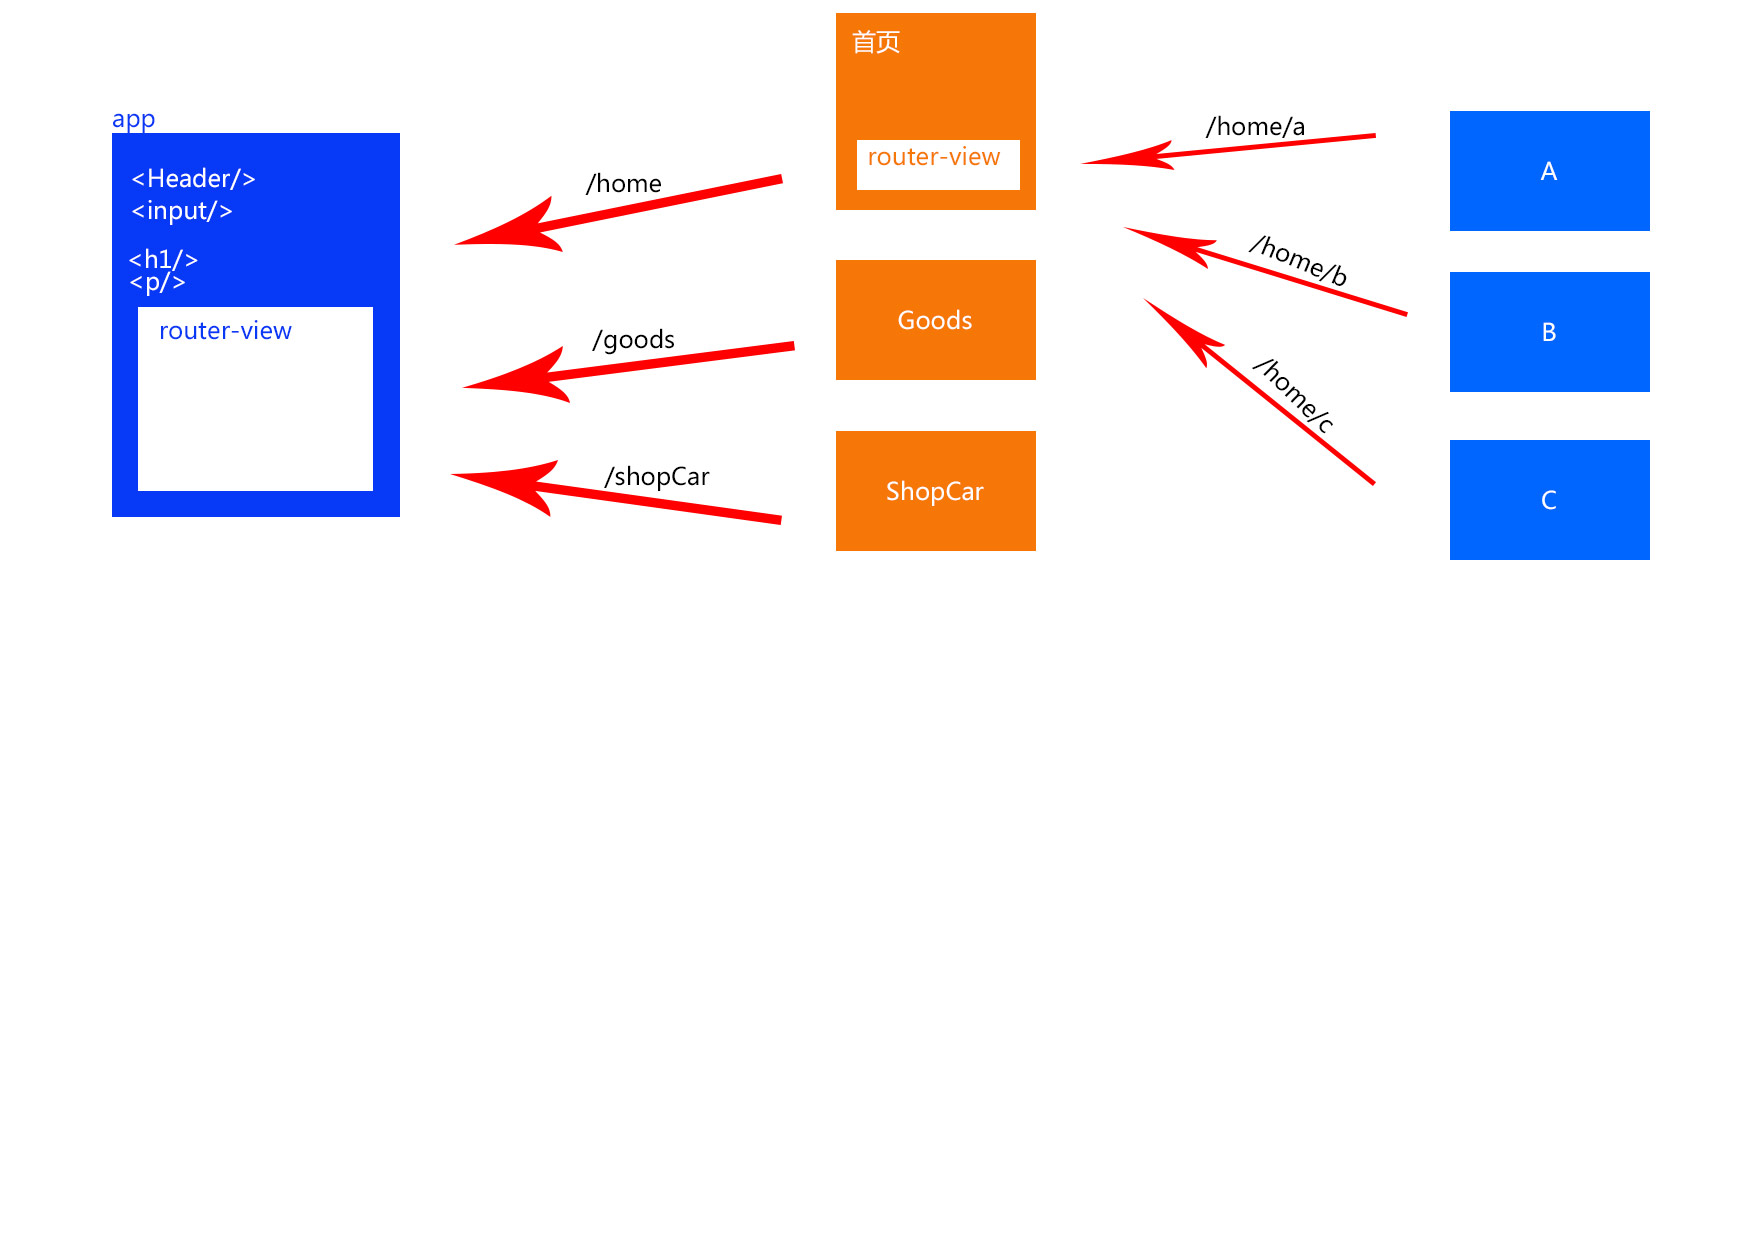 app
<Header/>
<input/>
<h1/>
<p/>
router-view
/home
/goods
/shopCar
首页
router-view
Goods
ShopCar
/home/a
/home/b
/home/c
A
B
C